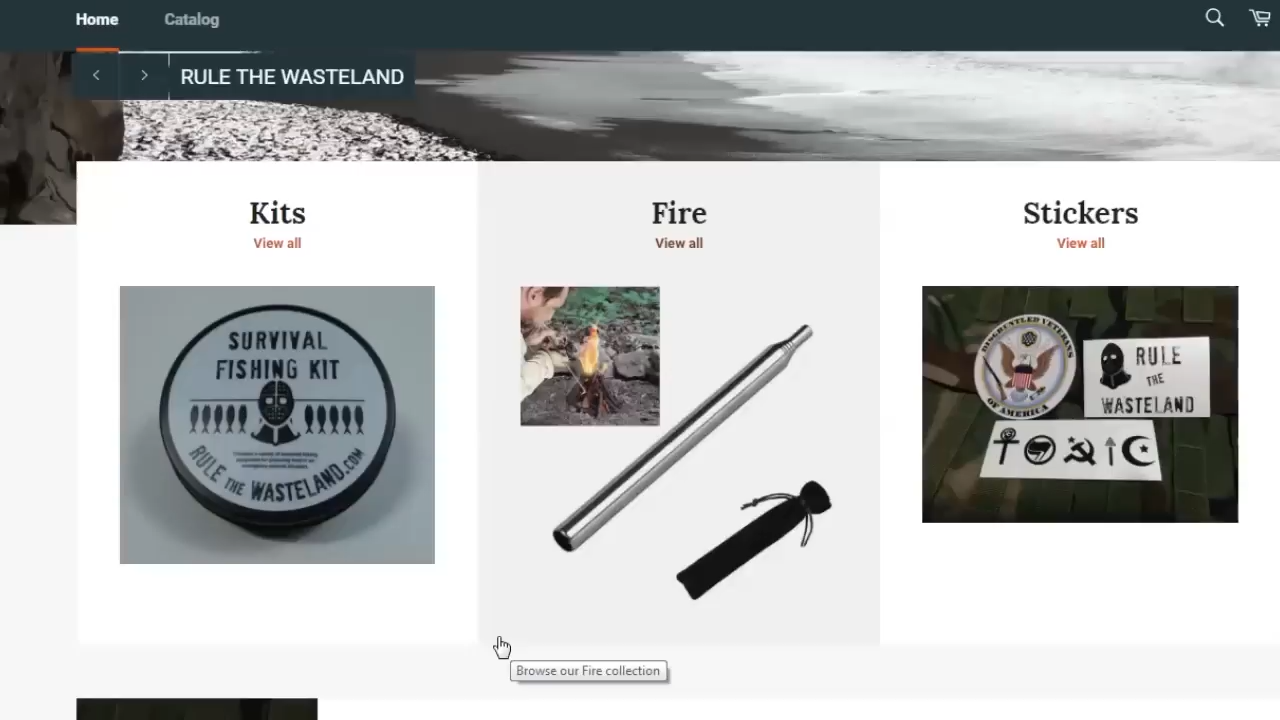 Home
Catalog
RULE THE WASTELAND
Kits
View all
Fire
View all
Stickers
View all
SURVIVAL
FISHING KIT
RULE THE WASTELAND.COM
DISGRUNTLED VETERANS
OF AMERICA
RULE
THE
WASTELAND
Browse our Fire collection